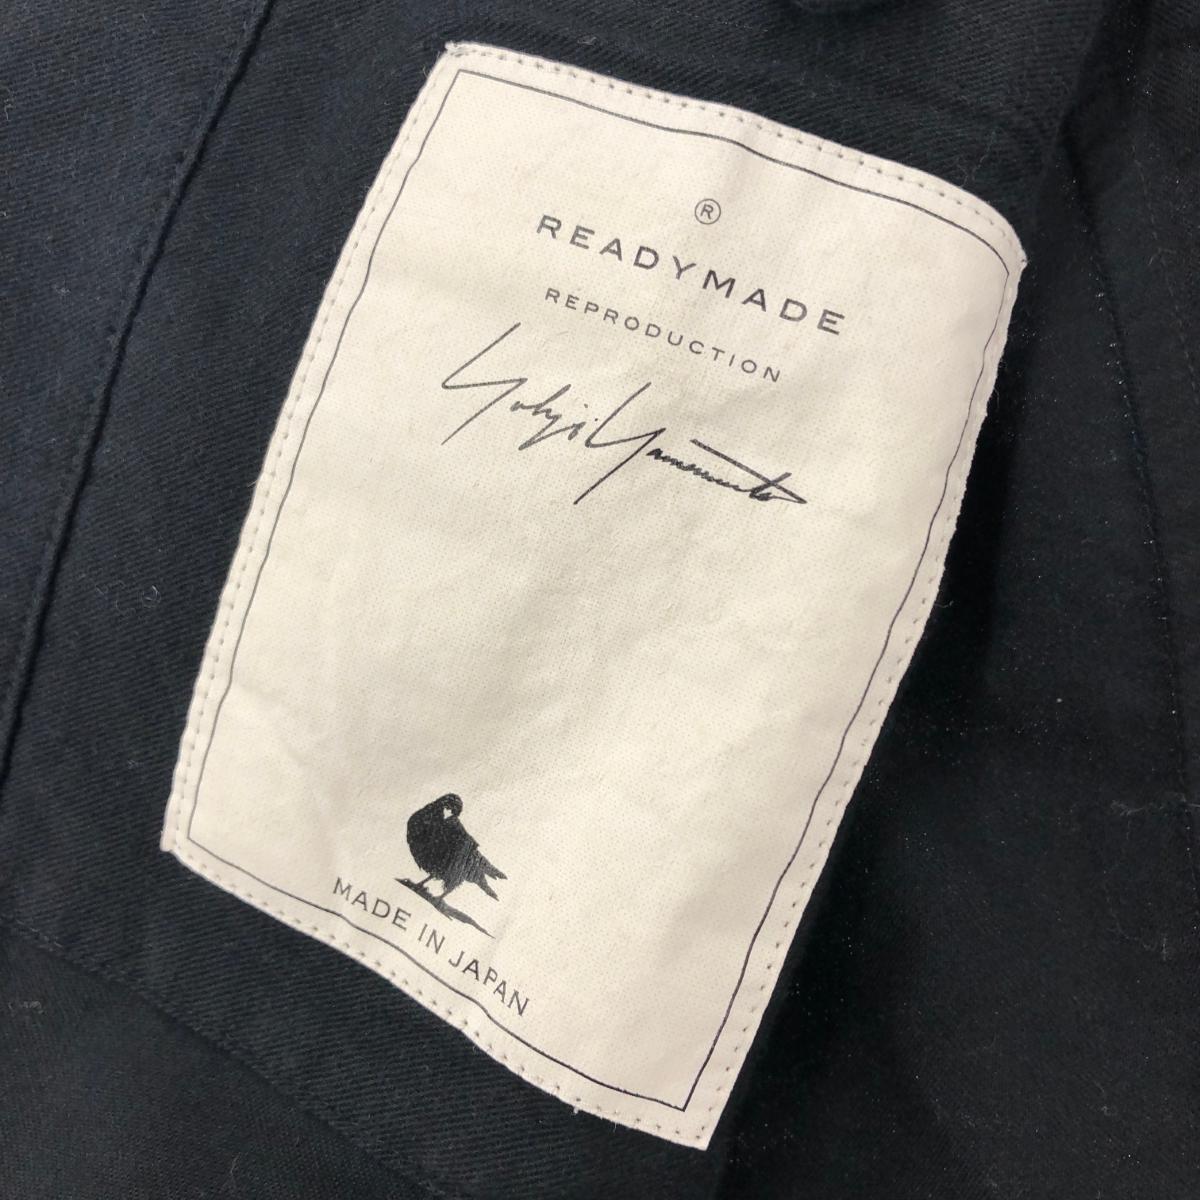 ®
READYMADE
REPRODUCTION
Yohji Yamamoto
MADE IN JAPAN